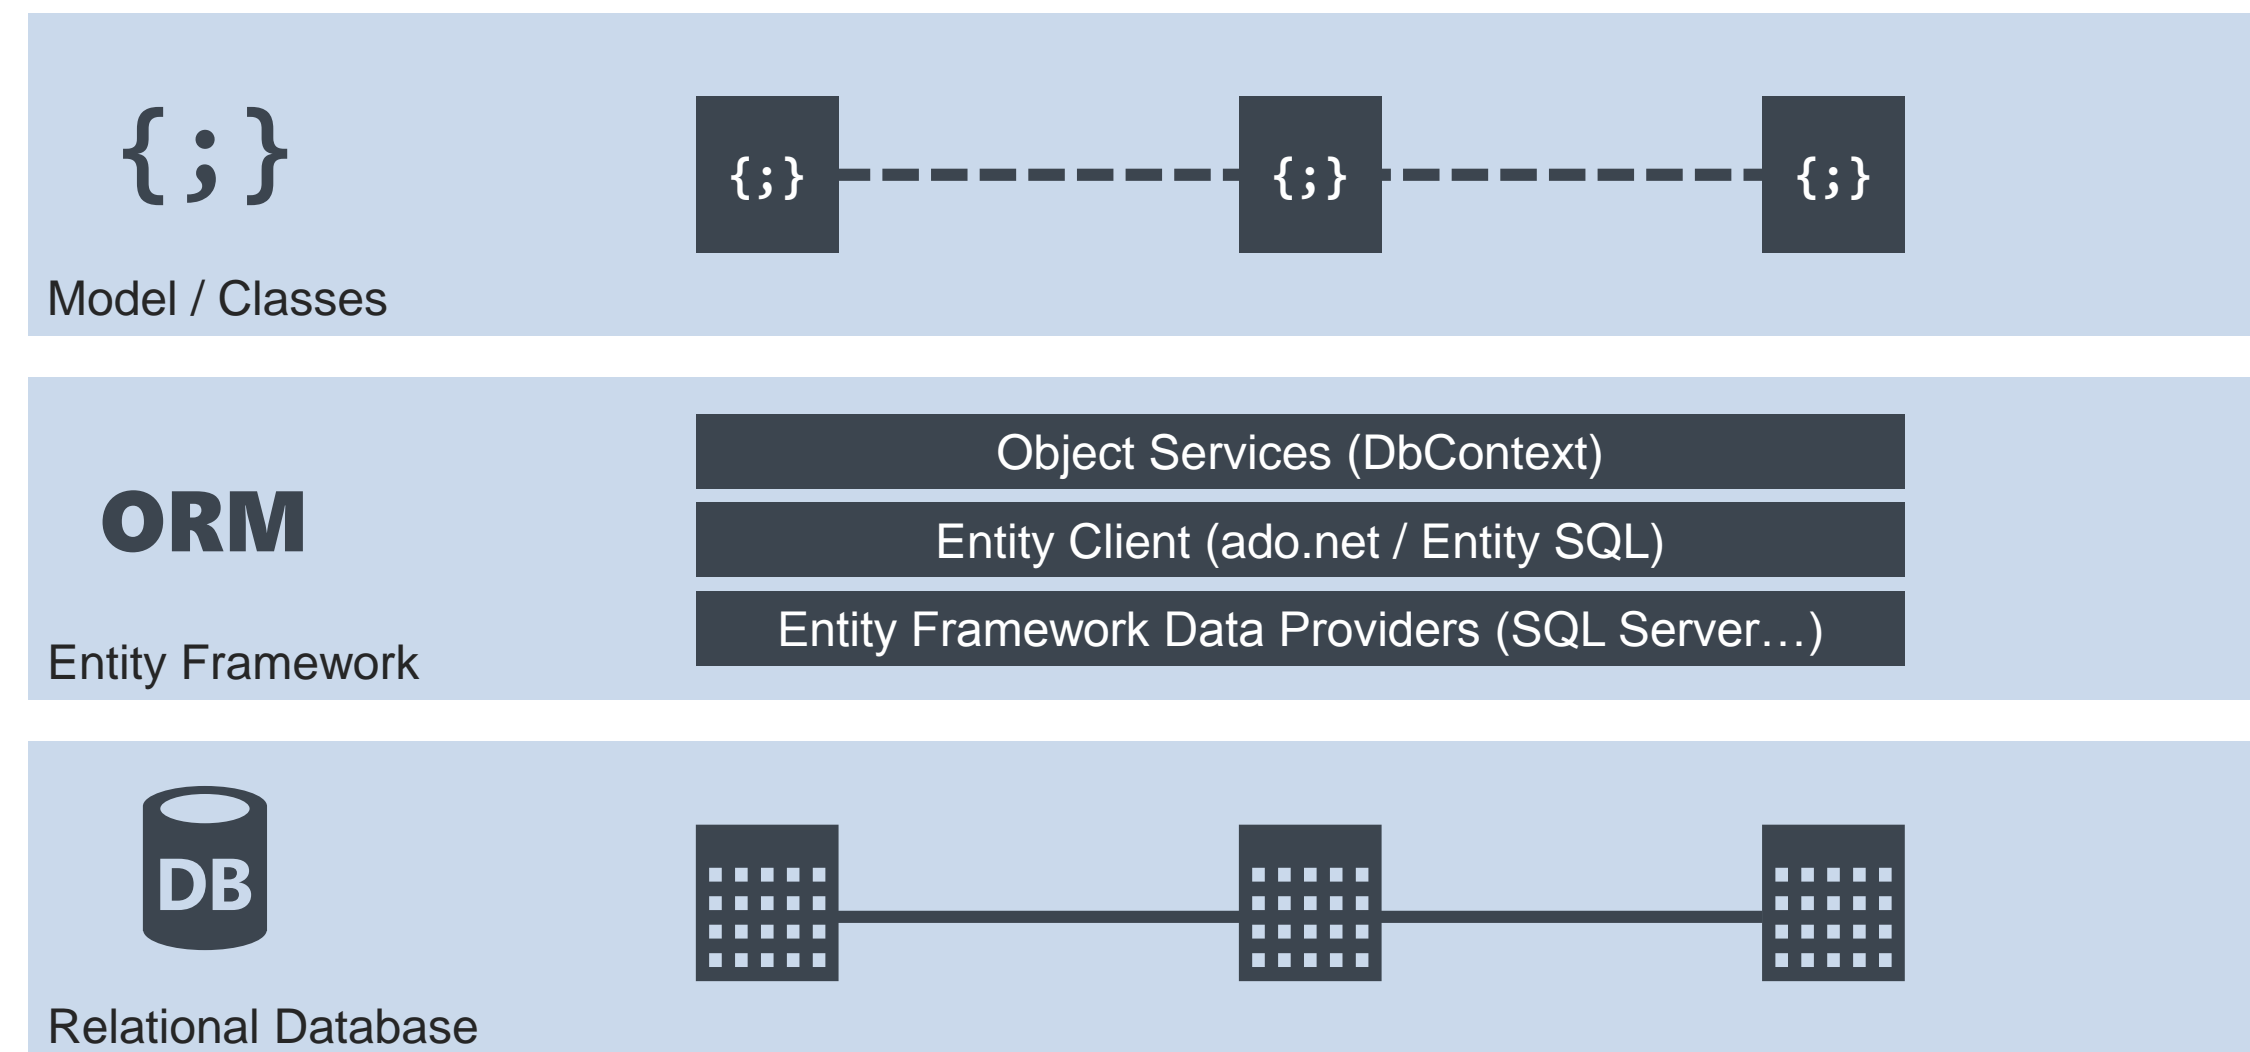 {;}
{;} {;} {;}
Model / Classes
Object Services (DbContext)
ORM
Entity Client (ado.net / Entity SQL)
Entity Framework Data Providers (SQL Server…)
Entity Framework
DB
Relational Database